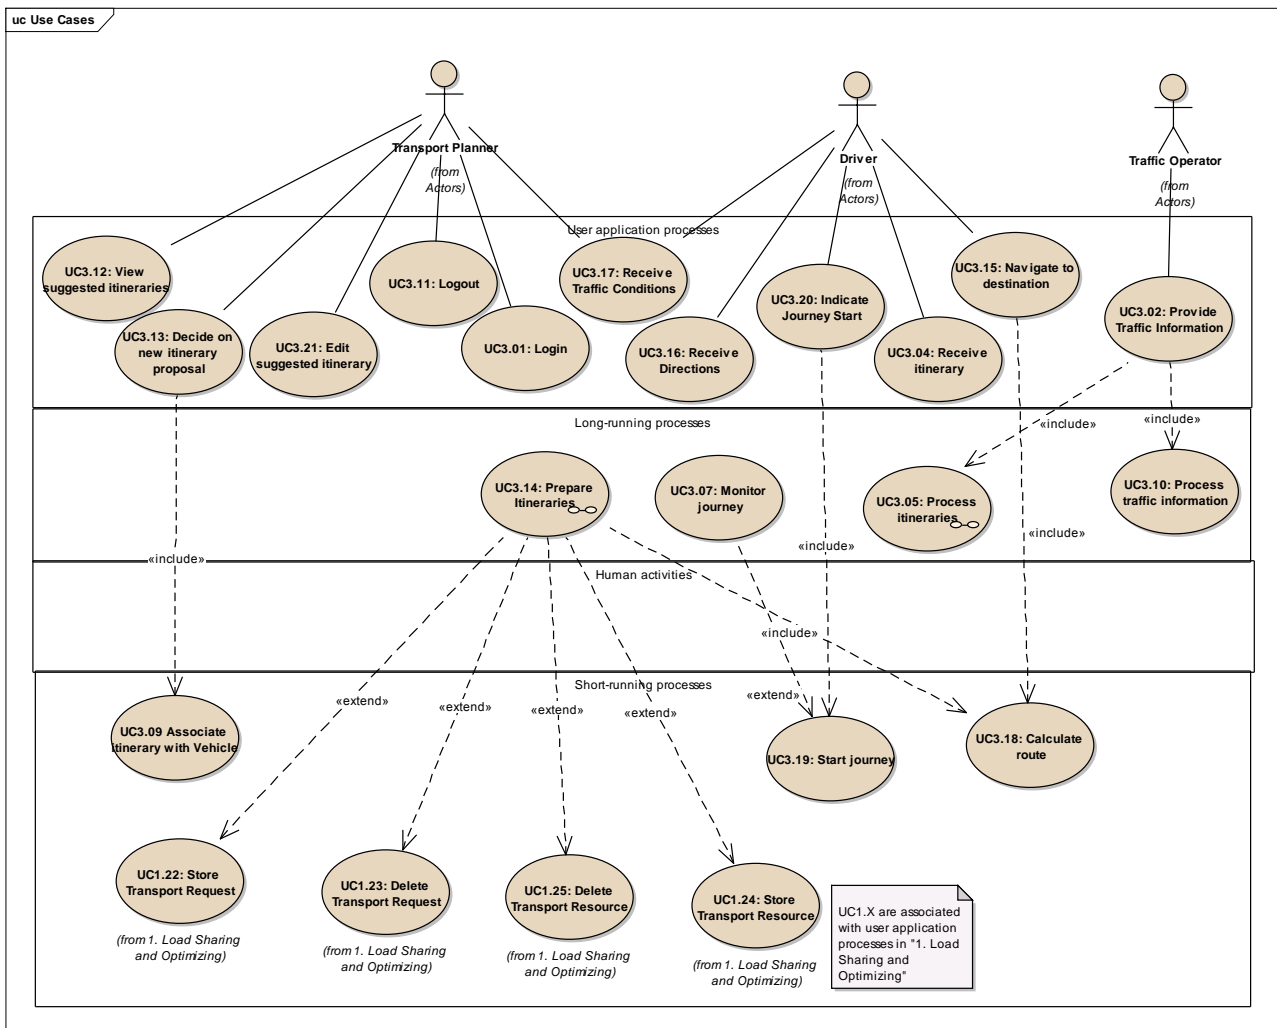 uc Use Cases
Transport Planner
(from
Actors)
Driver
(from
Actors)
Traffic Operator
(from
Actors)
User application processes
UC3.12: View
suggested itineraries
UC3.13: Decide on
new itinerary
proposal
UC3.21: Edit
suggested itinerary
UC3.11: Logout
UC3.01: Login
UC3.17: Receive
Traffic Conditions
UC3.16: Receive
Directions
UC3.20: Indicate
Journey Start
UC3.04: Receive
itinerary
UC3.15: Navigate to
destination
UC3.02: Provide
Traffic Information
Long-running processes
«include»
«include»
UC3.14: Prepare
Itineraries
UC3.07: Monitor
journey
UC3.05: Process
itineraries
UC3.10: Process
traffic information
«include»
«include»
«include»
Human activities
«include»
Short-running processes
«extend»
«extend»
«extend»
«extend»
«extend»
UC3.09 Associate
Itinerary with Vehicle
UC3.19: Start journey
UC3.18: Calculate
route
UC1.22: Store
Transport Request
(from 1. Load Sharing
and Optimizing)
UC1.23: Delete
Transport Request
(from 1. Load Sharing
and Optimizing)
UC1.25: Delete
Transport Resource
(from 1. Load Sharing
and Optimizing)
UC1.24: Store
Transport Resource
(from 1. Load Sharing
and Optimizing)
UC1.X are associated
with user application
processes in "1. Load
Sharing and
Optimizing"